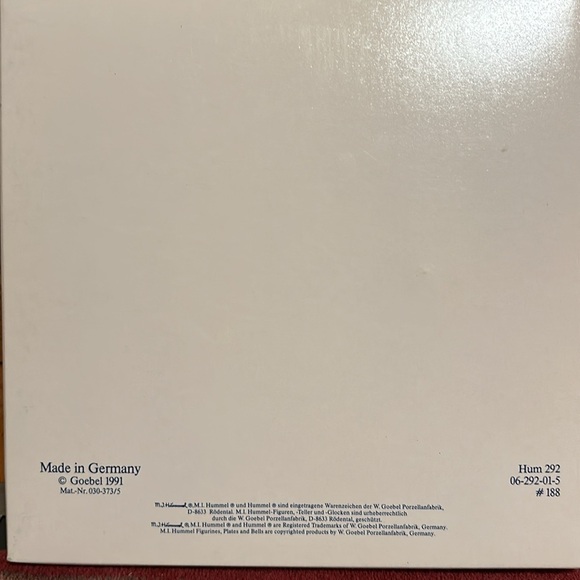 Made in Germany
© Goebel 1991
Mat.-Nr. 030-373/5
Hum 292
06-292-01-5
# 188
M.J.Hummel ®, M.I. Hummel ® und Hummel ® sind eingetragene Warenzeichen der W. Goebel Porzellanfabrik,
D-8633 Rödental. M.I. Hummel-Figuren, -Teller und -Glocken sind urheberrechtlich
durch die W. Goebel Porzellanfabrik, D-8633 Rödental, geschützt.
M.J.Hummel ®, M.I. Hummel ® and Hummel ® are Registered Trademarks of W. Goebel Porzellanfabrik, Germany.
M.I. Hummel Figurines, Plates and Bells are copyrighted products by W. Goebel Porzellanfabrik, Germany.